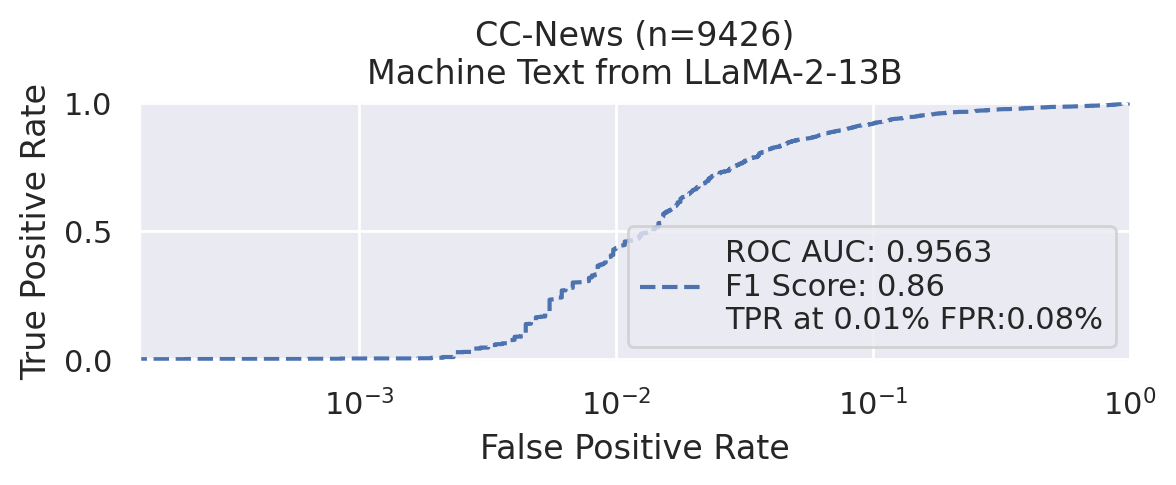 CC-News (n=9426)
Machine Text from LLaMA-2-13B
True Positive Rate
1.0
0.5
0.0
ROC AUC: 0.9563
F1 Score: 0.86
TPR at 0.01% FPR:0.08%
10⁻³
10⁻²
10⁻¹
10⁰
False Positive Rate